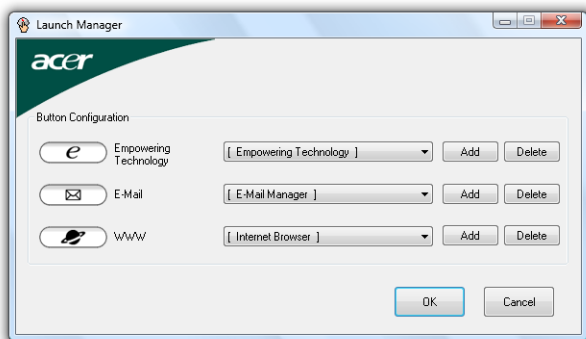 Launch Manager
acer
Button Configuration
e
Empowering
Technology
[ Empowering Technology ]
Add
Delete
E-Mail
[ E-Mail Manager ]
Add
Delete
WWW
[ Internet Browser ]
Add
Delete
OK
Cancel